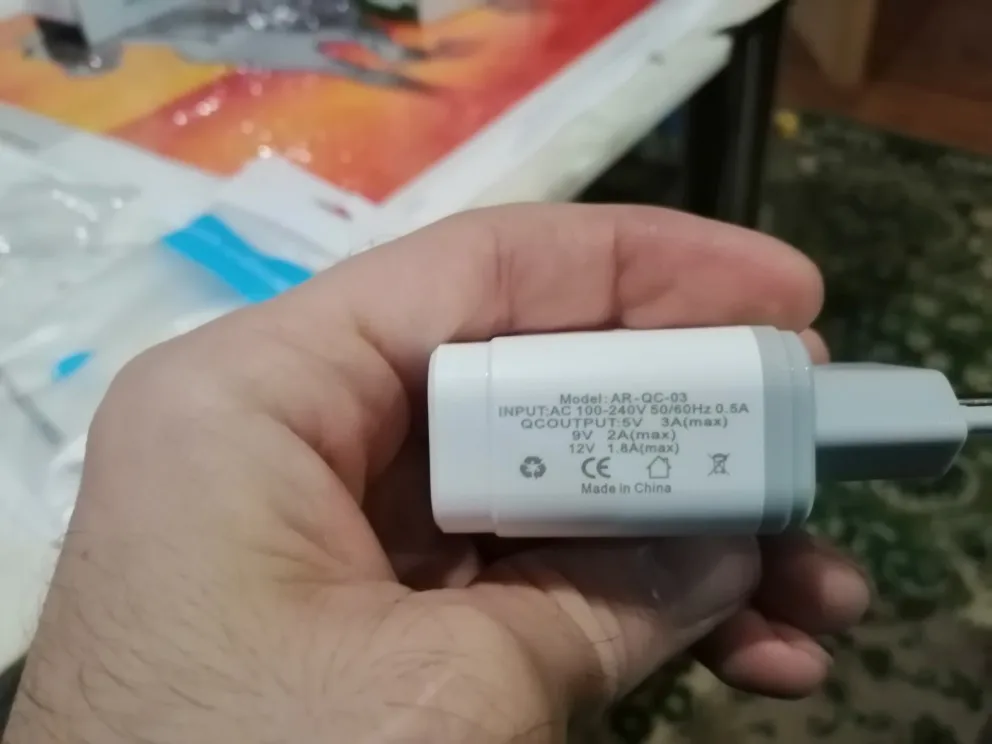 Model: AR-QC-03
INPUT:AC 100-240V 50/60Hz 0.5A
QCOUTPUT:5V 3A(max)
9V 2A(max)
12V 1.8A(max)
CE
Made in China